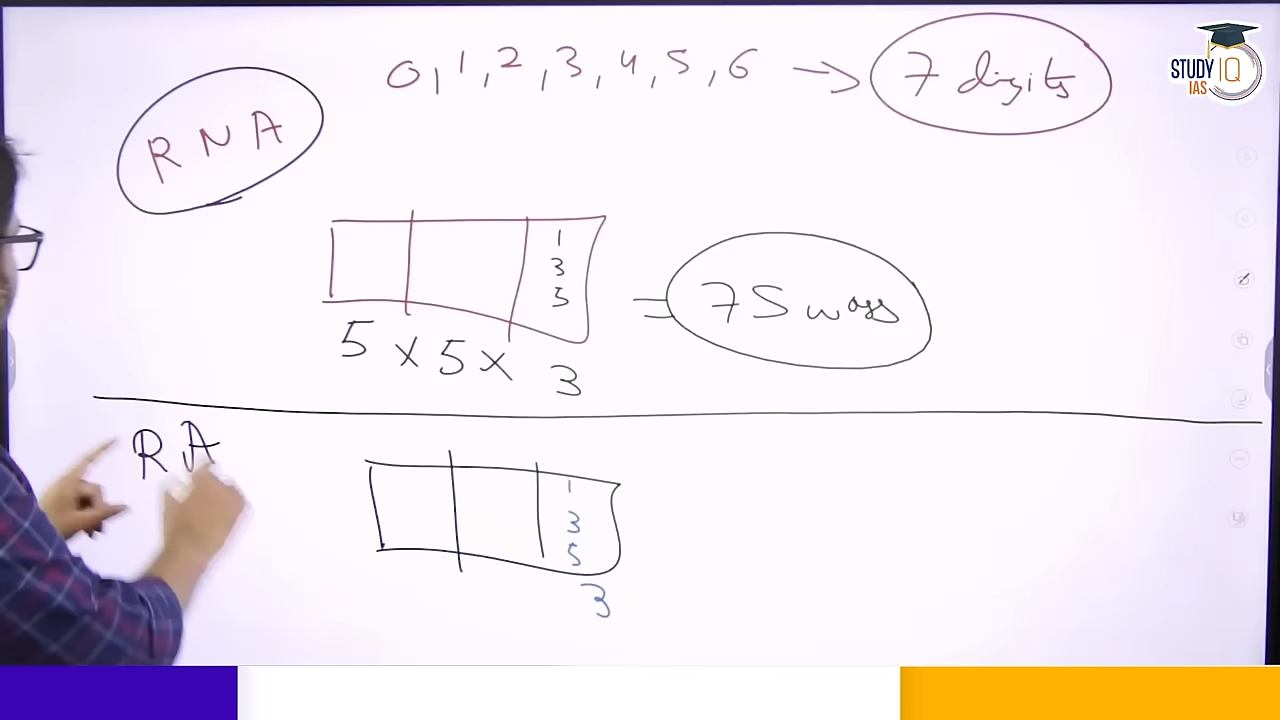 0, 1, 2, 3, 4, 5, 6 → 7 digits
STUDY IQ
IAS
RNA
1
3
5
= 75 ways
5 × 5 × 3
RA
1
3
5
3